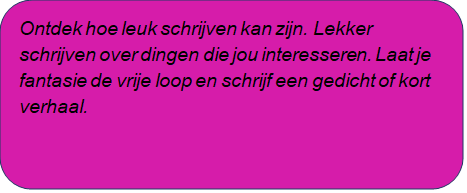 Ontdek hoe leuk schrijven kan zijn. Lekker
schrijven over dingen die jou interesseren. Laat je
fantasie de vrije loop en schrijf een gedicht of kort
verhaal.